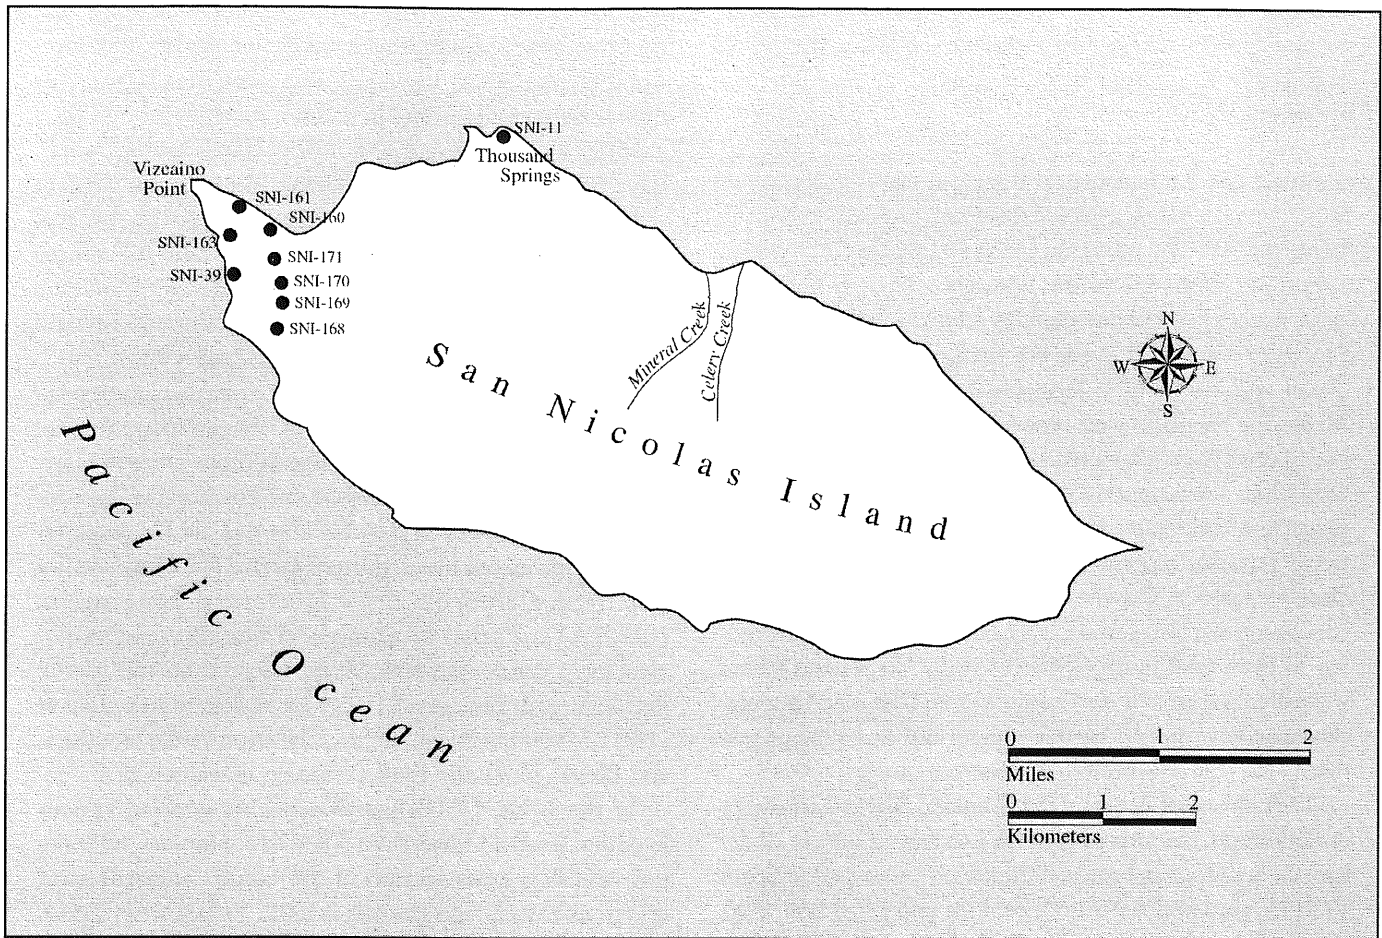 SNI-11
Thousand
Springs
Vizcaino
Point
SNI-161
SNI-160
SNI-163
SNI-171
SNI-39
SNI-170
SNI-169
SNI-168
Mineral Creek
Celery Creek
San Nicolas Island
Pacific Ocean
N
W E
S
0 1 2
Miles
0 1 2
Kilometers